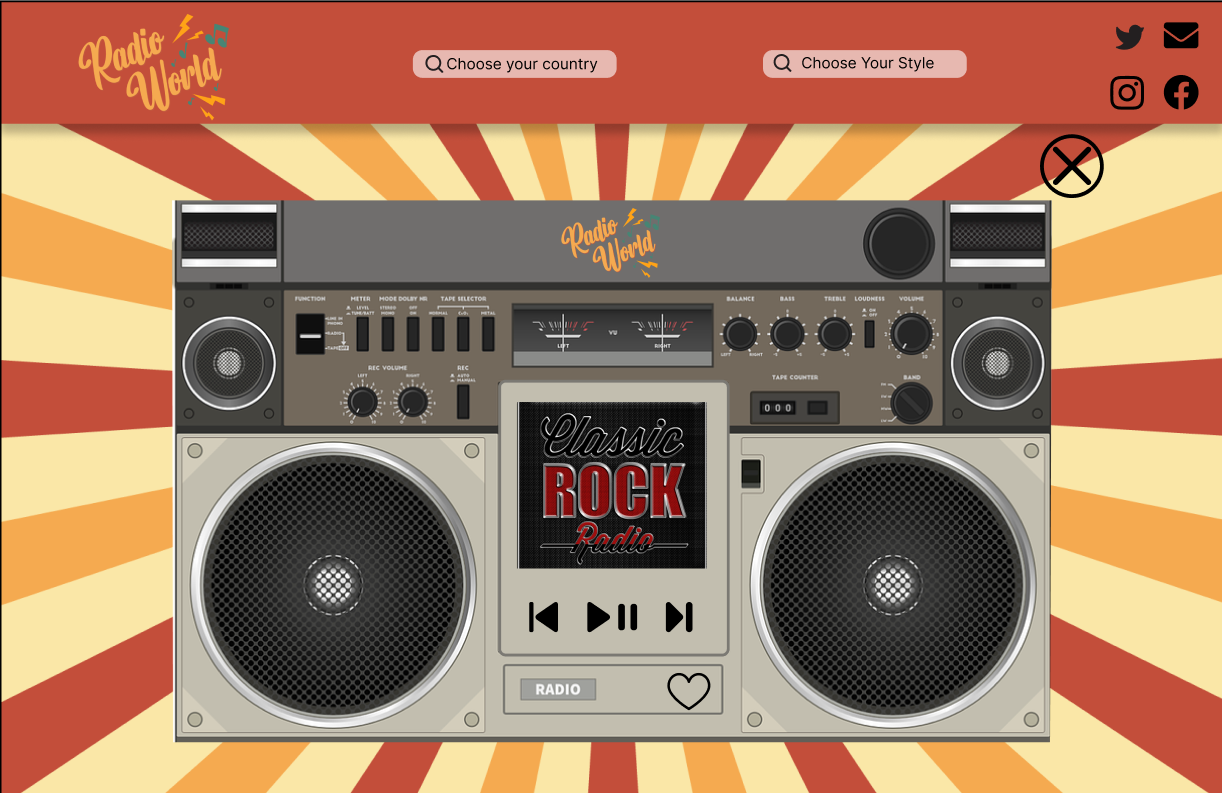 Radio
World
Choose your country
Choose Your Style
Radio
World
FUNCTION
METER
MODE
DOLBY NR
TAPE SELECTOR
LEVEL
TUNE/BATT
STEREO
MONO
OFF
ON
NORMAL
METAL
LINE IN
/PHONO
RADIO
TAPE
VU
LEFT
RIGHT
BALANCE
BASS
TREBLE
LOUDNESS
VOLUME
ON
OFF
LEFT
RIGHT
REC VOLUME
LEFT
RIGHT
REC
AUTO
MANUAL
TAPE COUNTER
000
BAND
Classic
ROCK
Radio
RADIO